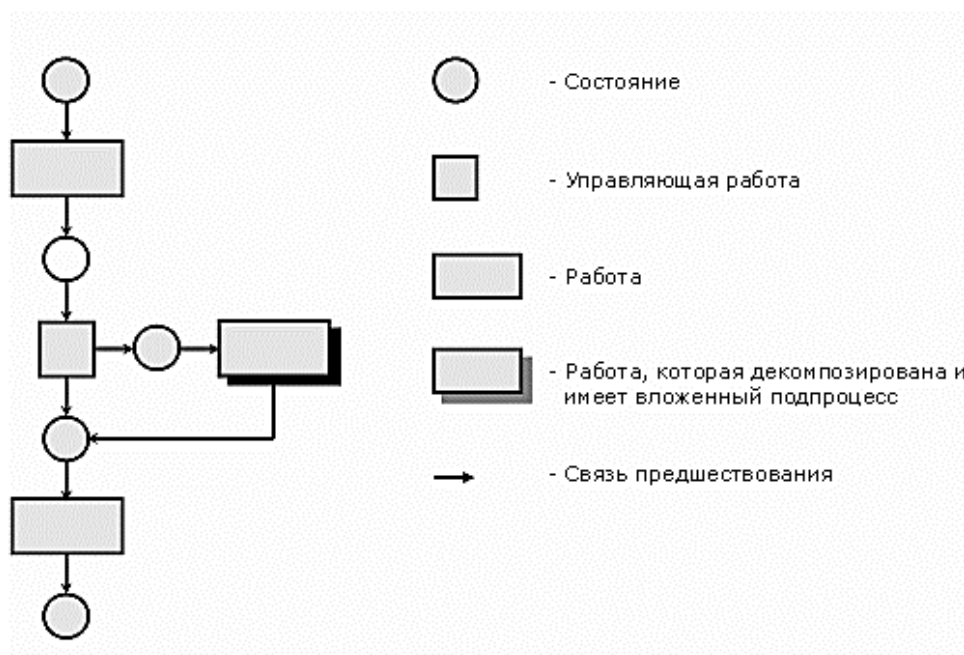 - Состояние
- Управляющая работа
- Работа
- Работа, которая декомпозирована и
имеет вложенный подпроцесс
- Связь предшествования